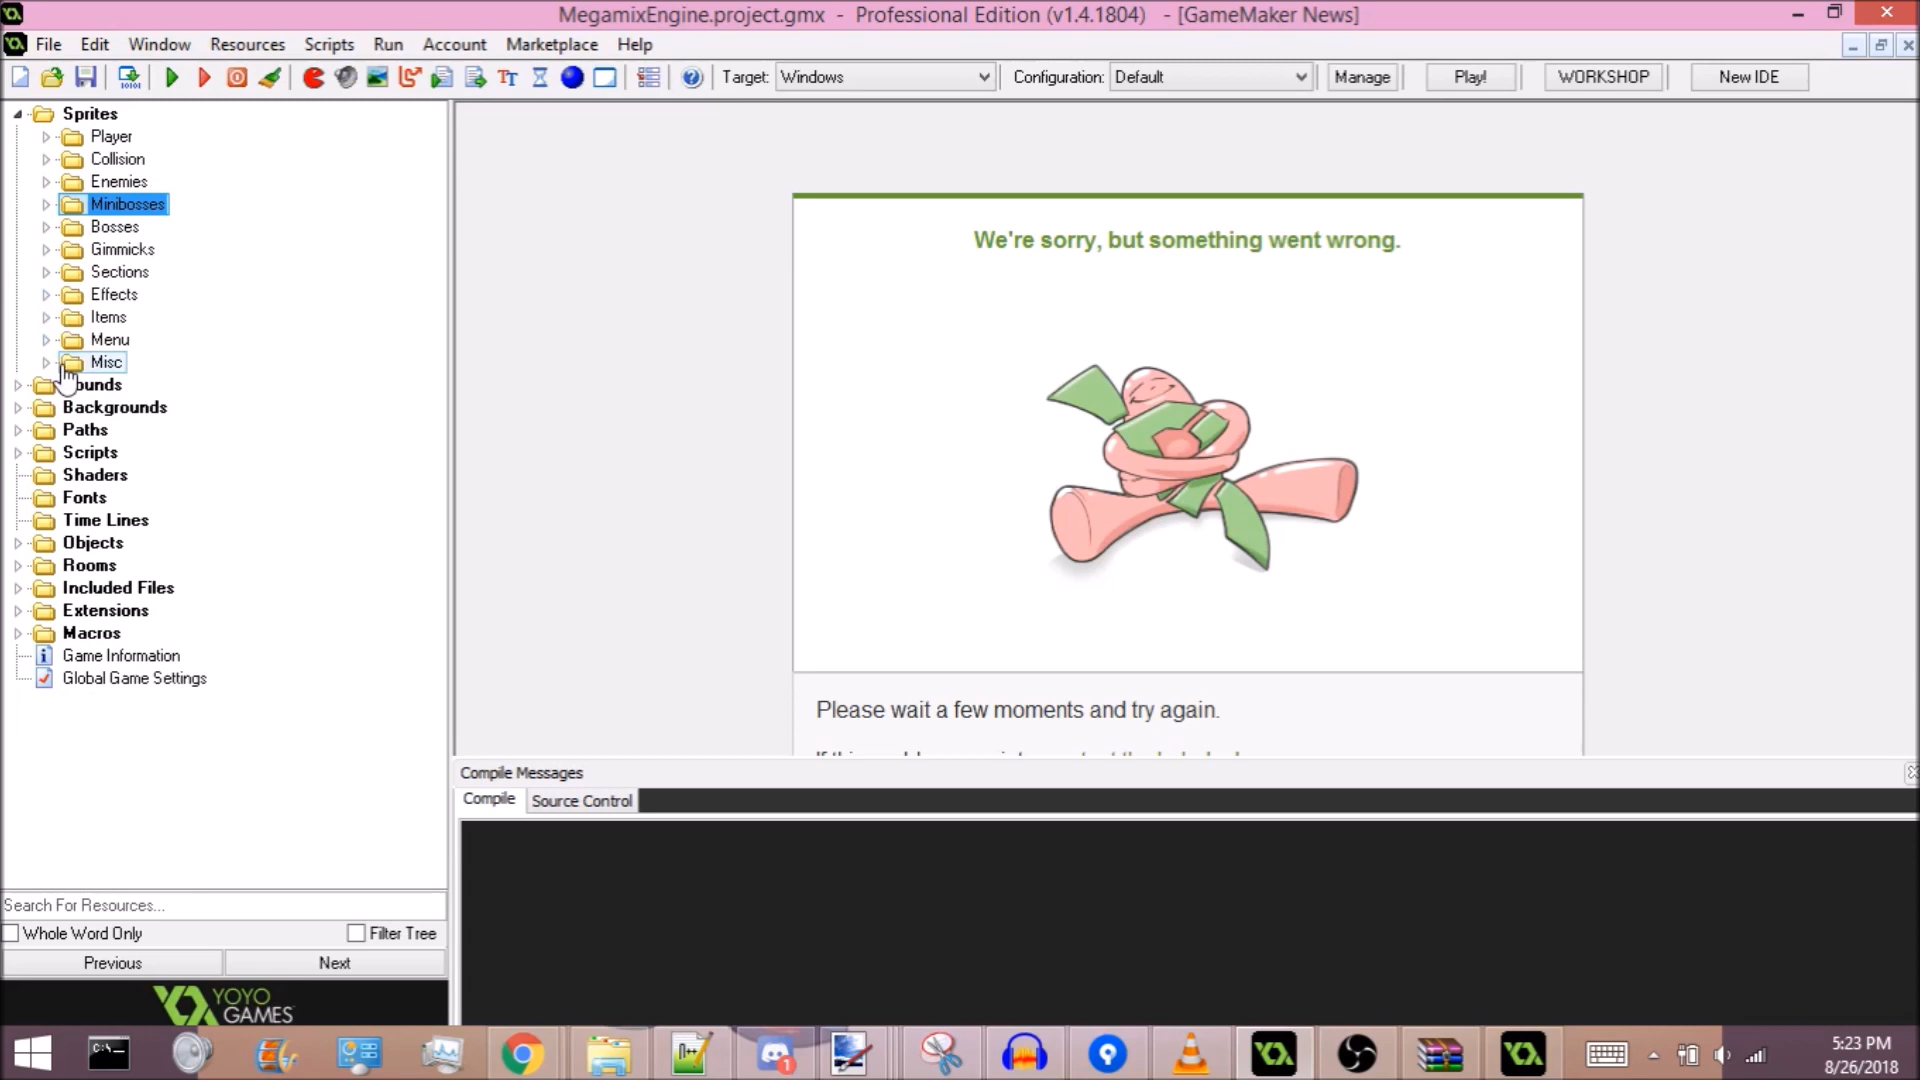 MegamixEngine.project.gmx - Professional Edition (v1.4.1804) - [GameMaker News]
File Edit Window Resources Scripts Run Account Marketplace Help
Target: Windows Configuration: Default Manage Play! WORKSHOP New IDE
Sprites
Player
Collision
Enemies
Minibosses
Bosses
Gimmicks
Sections
Effects
Items
Menu
Misc
Backgrounds
Paths
Scripts
Shaders
Fonts
Time Lines
Objects
Rooms
Included Files
Extensions
Macros
Game Information
Global Game Settings
Search For Resources...
Whole Word Only Filter Tree
Previous Next
YOYO
GAMES
We're sorry, but something went wrong.
Please wait a few moments and try again.
Compile Messages
Compile Source Control
5:23 PM
8/26/2018